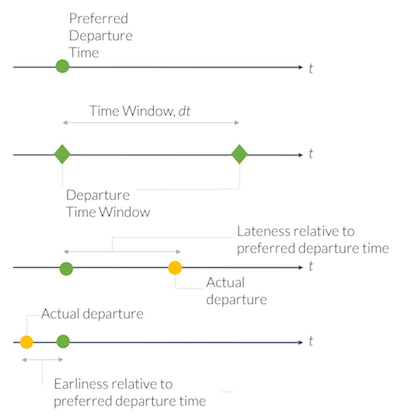 Preferred
Departure
Time
t
Time Window, dt
t
Departure
Time Window
Lateness relative to
preferred departure time
t
Actual
departure
Actual departure
t
Earliness relative to
preferred departure time